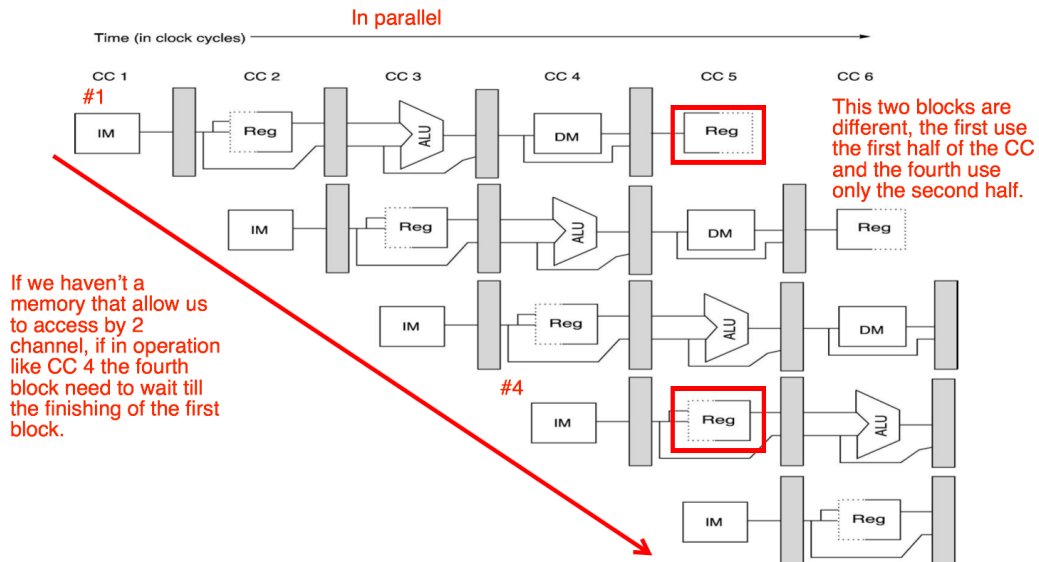 In parallel
Time (in clock cycles)
CC 1 CC 2 CC 3 CC 4 CC 5 CC 6
#1
IM Reg ALU DM Reg
This two blocks are
different, the first use
the first half of the CC
and the fourth use
only the second half.
IM Reg ALU DM Reg
If we haven't a
memory that allow us
to access by 2
channel, if in operation
like CC 4 the fourth
block need to wait till
the finishing of the first
block.
IM Reg ALU DM
#4
IM Reg ALU
IM Reg